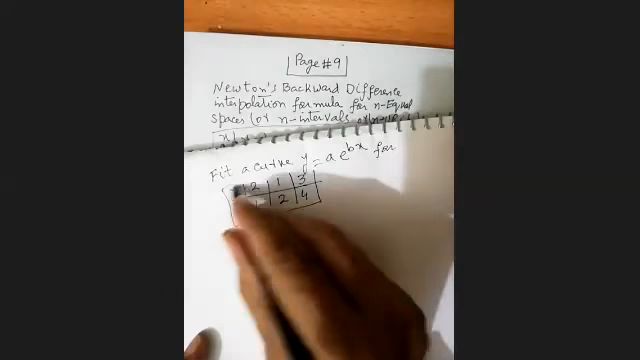 Page #9
Newton's Backward Difference
interpolation formula for n-Equal
spaces (or n-intervals
Fit a curve y = a e^bx for
2 | 1 | 3
2 | 4